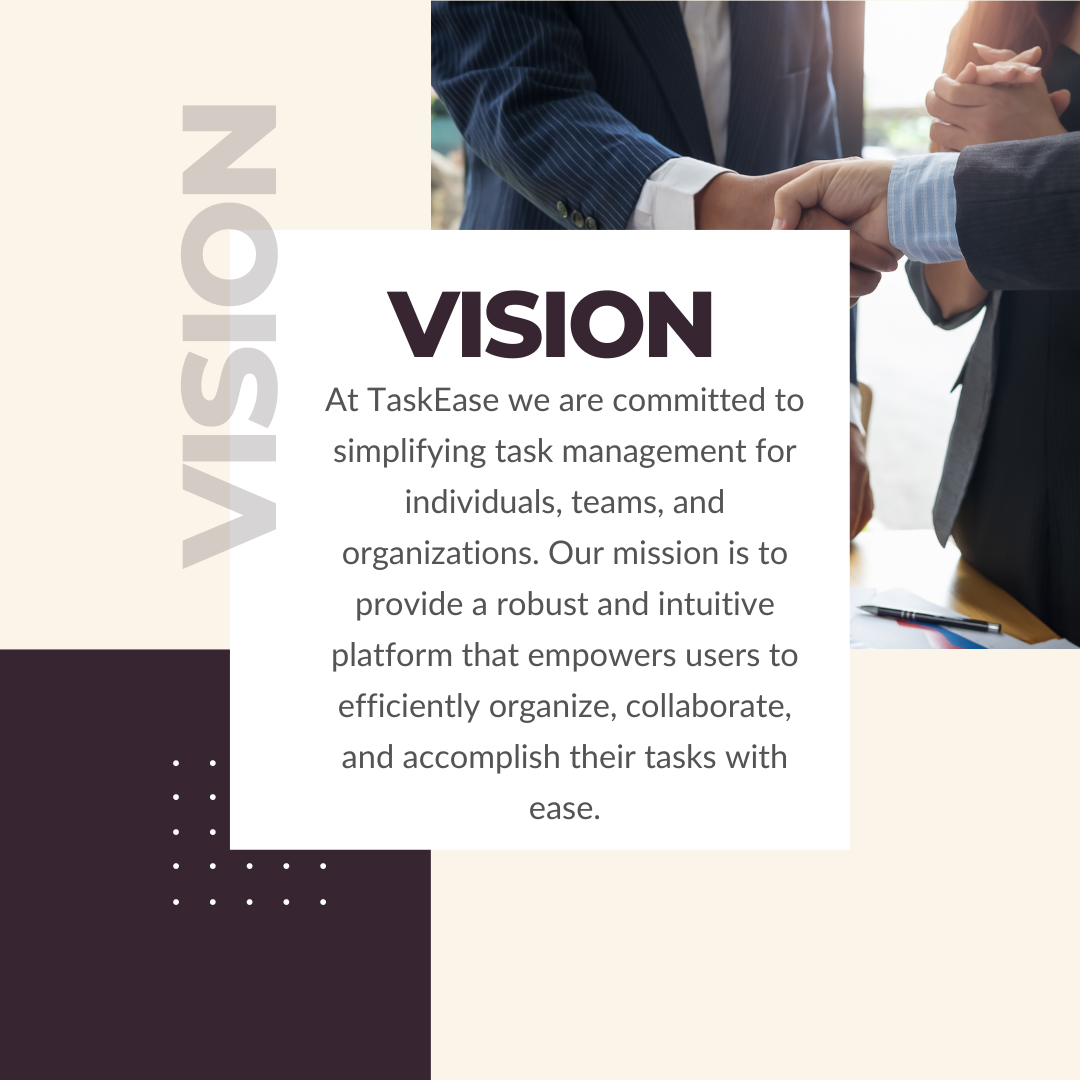 VISION
VISION
At TaskEase we are committed to
simplifying task management for
individuals, teams, and
organizations. Our mission is to
provide a robust and intuitive
platform that empowers users to
efficiently organize, collaborate,
and accomplish their tasks with
ease.